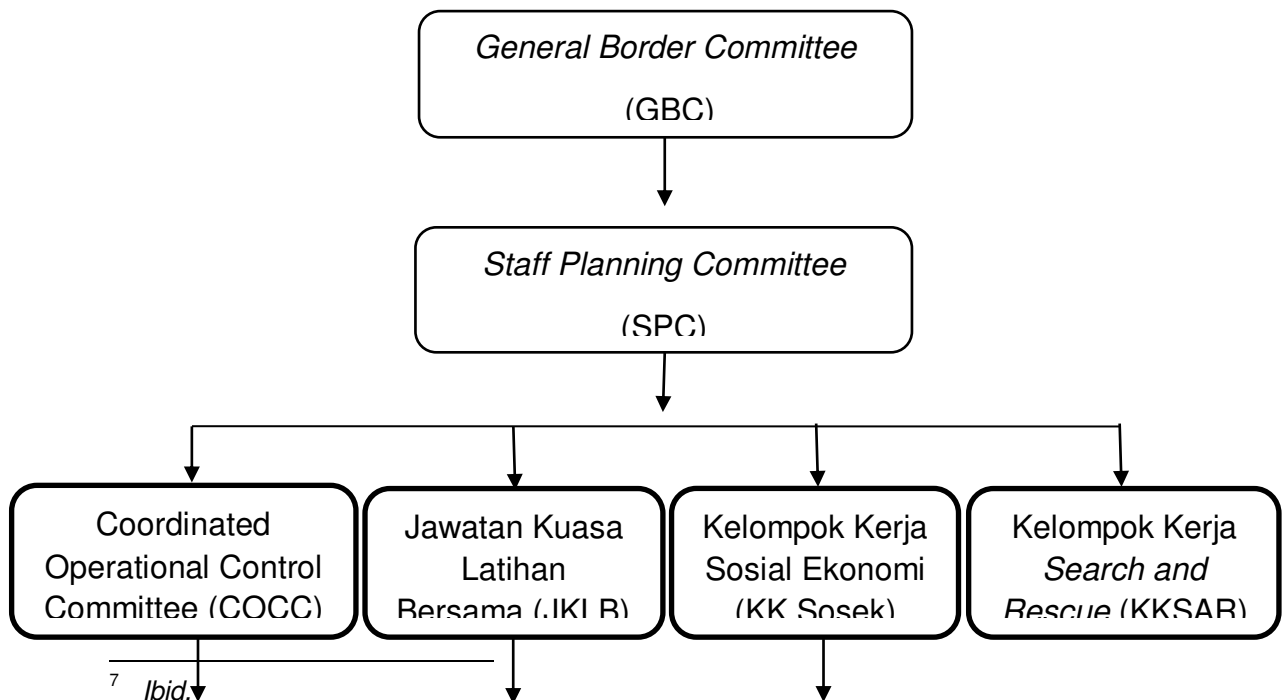 General Border Committee
(GBC)
Staff Planning Committee
(SPC)
Coordinated
Operational Control
Committee (COCC)
Jawatan Kuasa
Latihan
Bersama (JKLB)
Kelompok Kerja
Sosial Ekonomi
(KK Sosek)
Kelompok Kerja
Search and
Rescue (KKSAR)
7 Ibid.